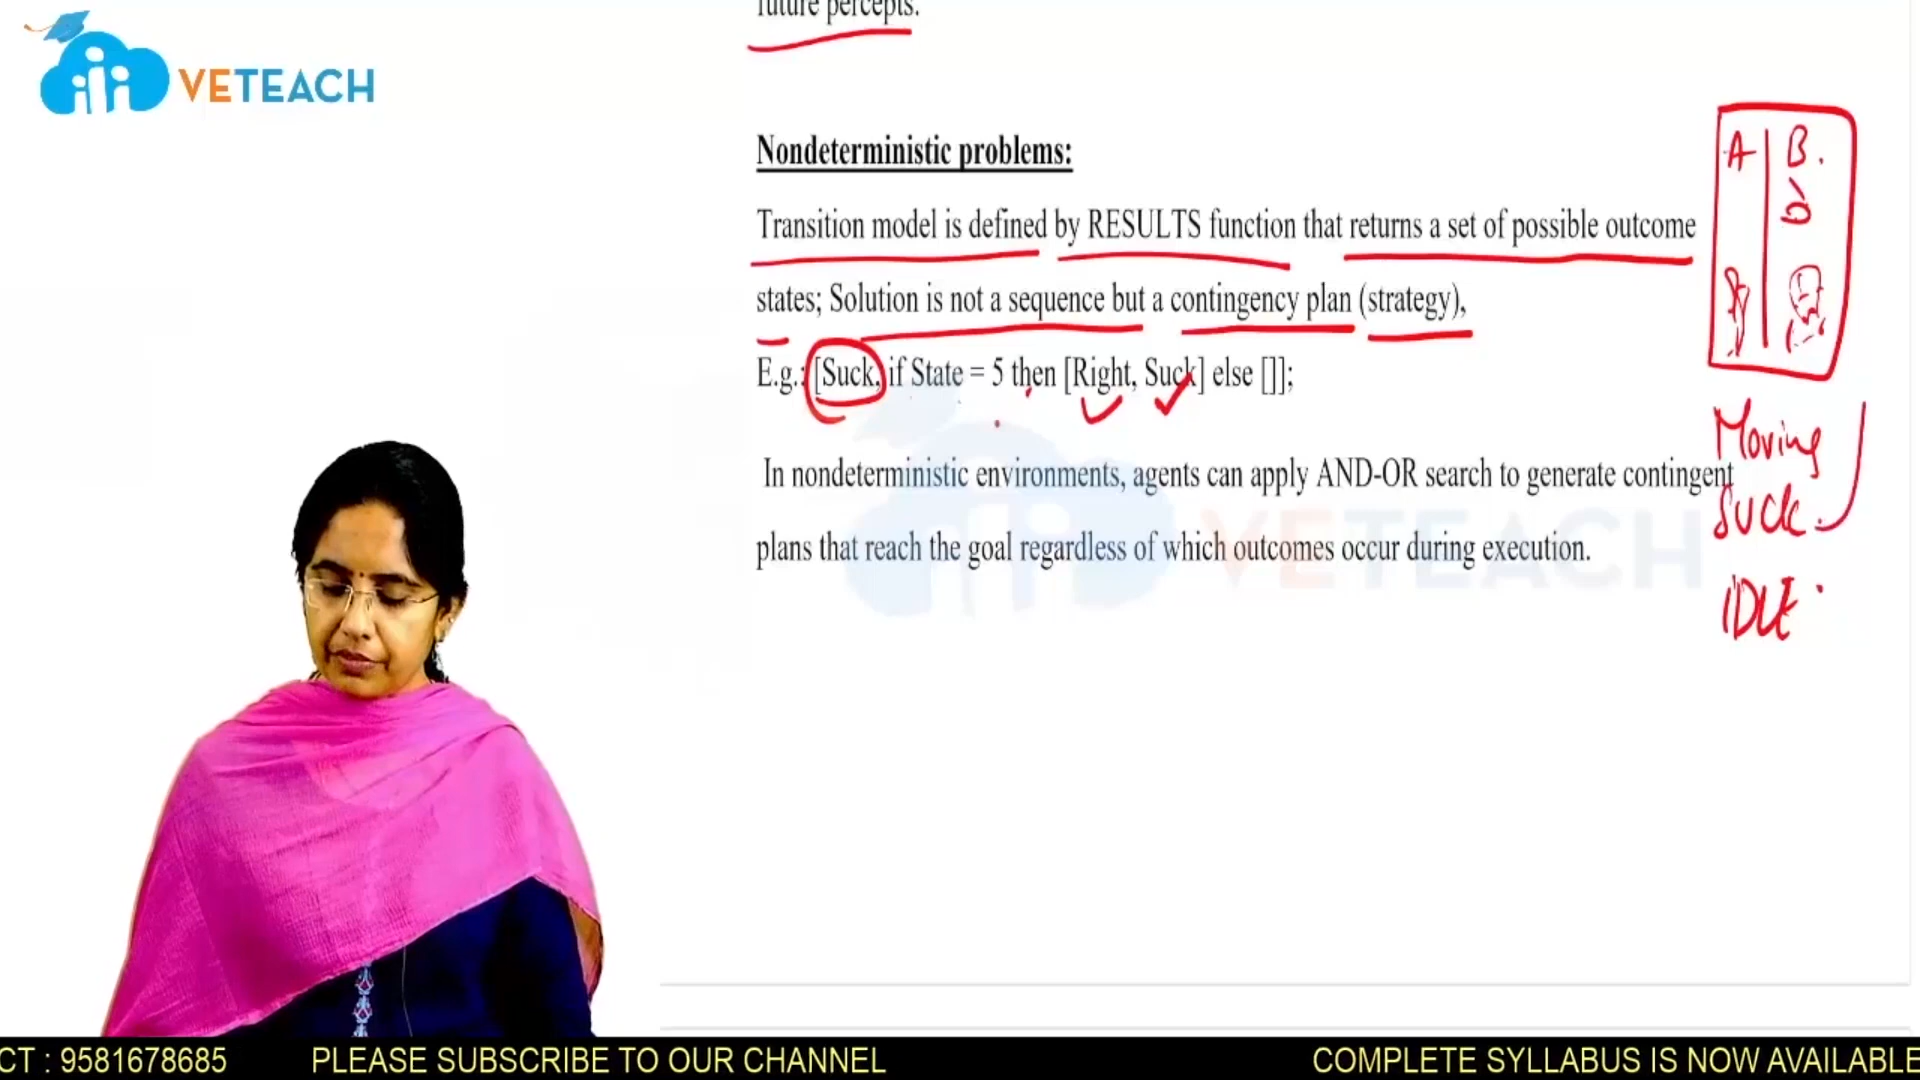 future percepts.
VETEACH
Nondeterministic problems:
Transition model is defined by RESULTS function that returns a set of possible outcome
states; Solution is not a sequence but a contingency plan (strategy),
E.g.: [Suck, if State = 5 then [Right, Suck] else []];
In nondeterministic environments, agents can apply AND-OR search to generate contingent
plans that reach the goal regardless of which outcomes occur during execution.
VETEACH
A B.
Moving
Suck.
IDLE
CT : 9581678685 PLEASE SUBSCRIBE TO OUR CHANNEL COMPLETE SYLLABUS IS NOW AVAILABLE